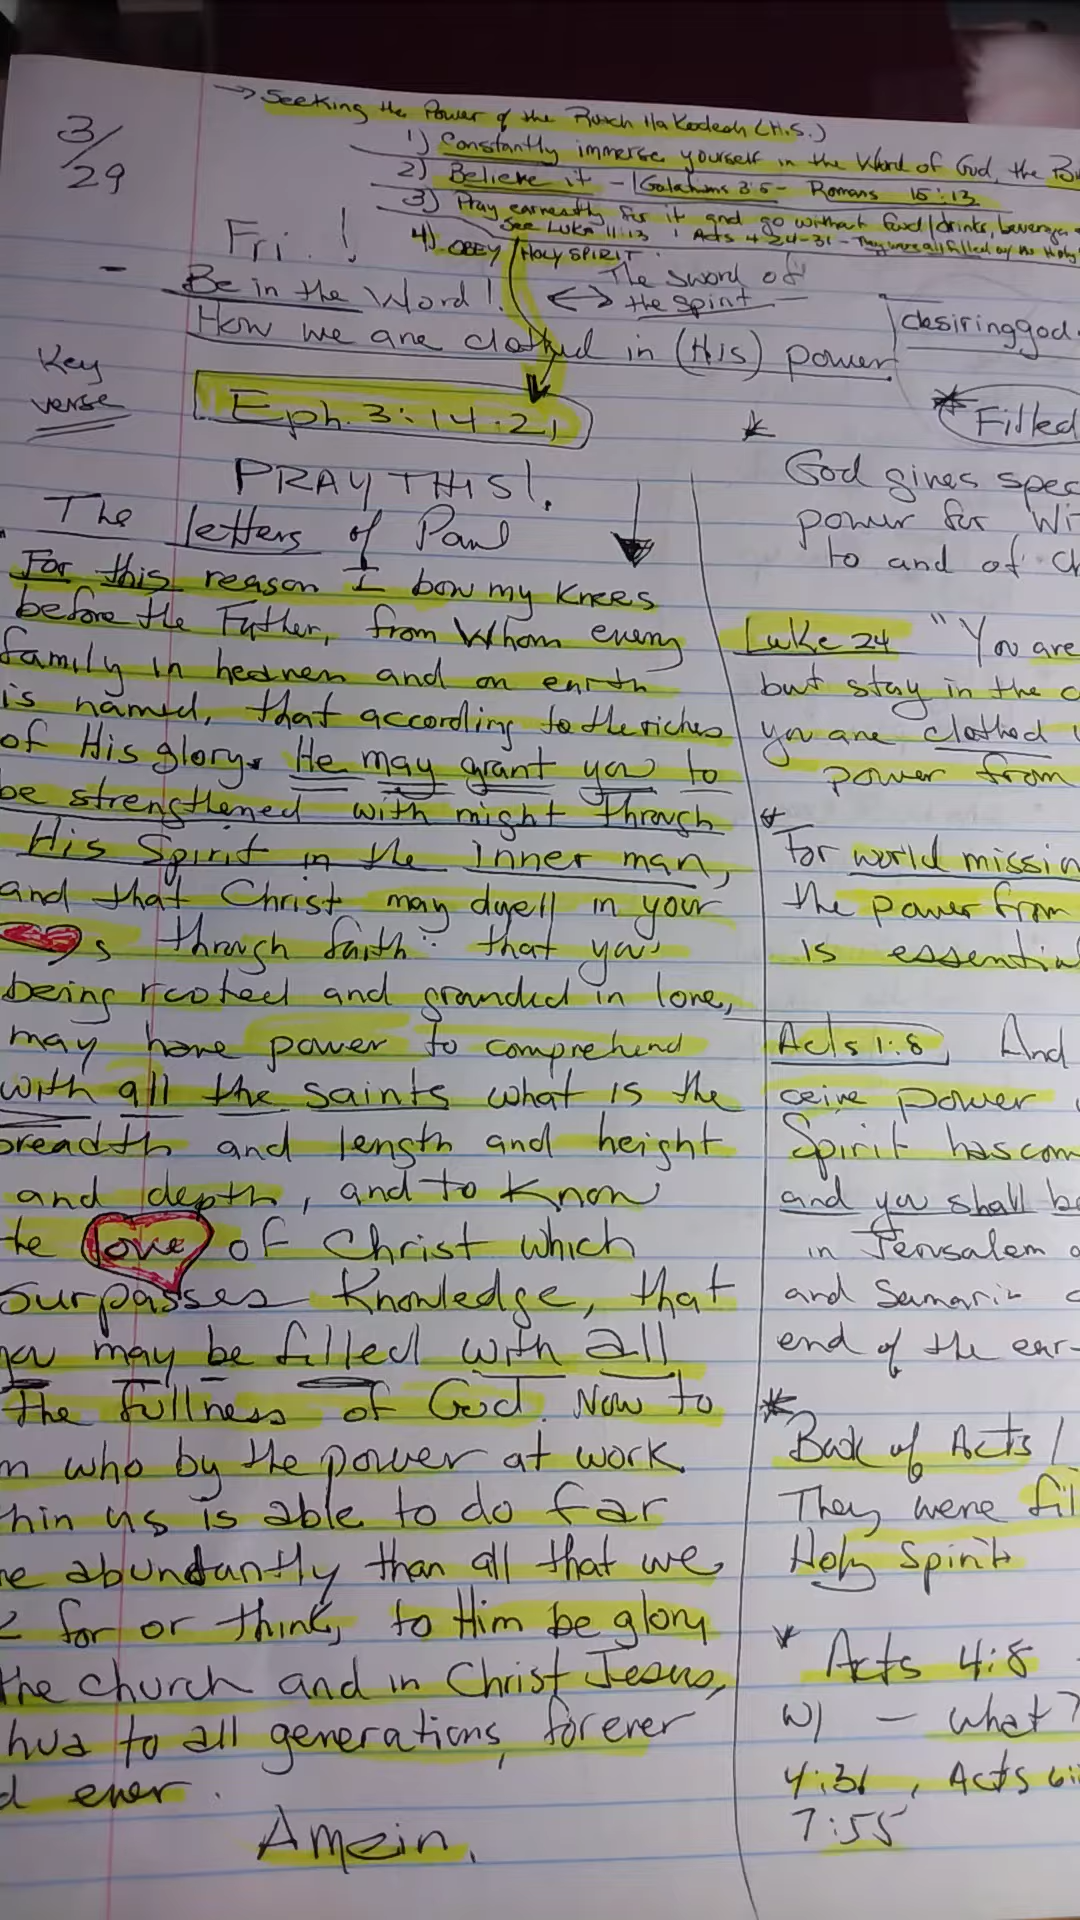 3/29
→ Seeking the Power of the Ruach Ha Kodesh (H.S.)
1) Constantly immerse yourself in the Word of God, the
2) Believe it - Galatians 3:5 - Romans 15:13
3) Pray earnestly for it and go without food/drinks, beverages
See Luke 11:13 Acts 4:24-31 - They were all filled w/ the Holy
4) OBEY HOLY SPIRIT
Fri. !
- Be in the Word! ↔ The sword of the Spirit
How we are clothed in (His) power
Key verse
Eph. 3:14-21
PRAY THIS!
The letters of Paul
For this reason I bow my knees
before the Father, from Whom every
family in heaven and on earth
is named, that according to the riches
of His glory. He may grant you to
be strengthened with might through
His Spirit in the inner man,
and that Christ may dwell in your
s through faith: that you
being rooted and grounded in love,
may have power to comprehend
with all the saints what is the
breadth and length and height
and depth, and to know
the love of Christ which
surpasses knowledge, that
you may be filled with all
the fullness of God. Now to
m who by the power at work
hin us is able to do far
re abundantly than all that we
for or think, to Him be glory
the church and in Christ Jesus,
hua to all generations, forever
d ever.
Amein.
desiringgod
* Filled
* God gives spec
power for Wit
to and of Ch
Luke 24 "You are
but stay in the c
you are clothed
power from
* For world mission
the power from
is essential
Acts 1:8, And
ceive power
Spirit has com
and you shall be
in Jerusalem
and Samaria
end of the ear-
* Book of Acts /
They were fil
Holy Spirit
* Acts 4:8
w/ - what?
4:31, Acts 6:
7:55